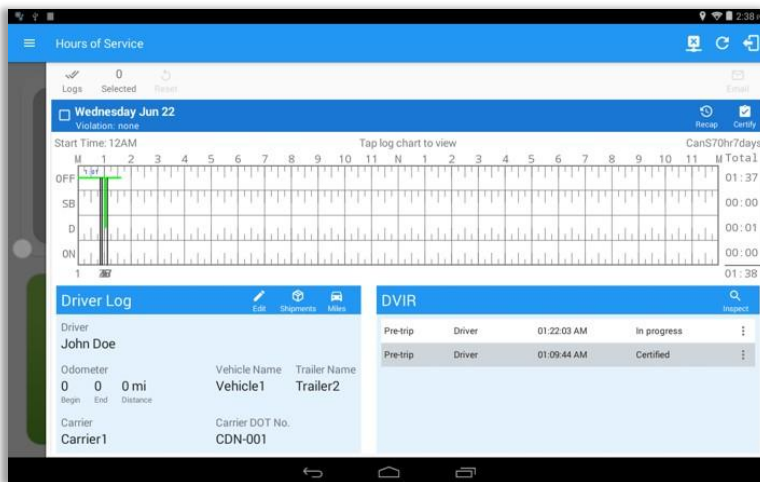 2:38
Hours of Service
Logs 0 Selected Reset Email
Wednesday Jun 22
Violation: none
Recap Certify
Start Time: 12AM Tap log chart to view CanS70hr7days
M 1 2 3 4 5 6 7 8 9 10 11 N 1 2 3 4 5 6 7 8 9 10 11 M Total
OFF 01:37
SB 00:00
D 00:01
ON 00:00
1 01:38
Driver Log Edit Shipments Miles
Driver
John Doe
Odometer Vehicle Name Trailer Name
0 0 0 mi Vehicle1 Trailer2
Begin End Distance
Carrier Carrier DOT No.
Carrier1 CDN-001
DVIR Inspect
Pre-trip Driver 01:22:03 AM In progress
Pre-trip Driver 01:09:44 AM Certified